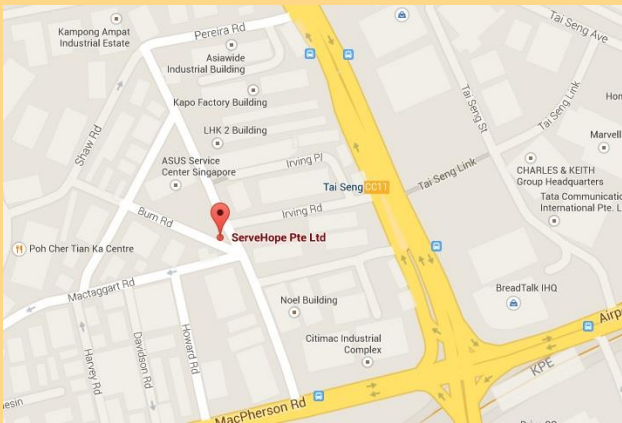 Kampong Ampat
Industrial Estate
Pereira Rd
Tai Seng Ave
Asiawide
Industrial Building
Kapo Factory Building
Shaw Rd
Tai Seng St
Tai Seng Link
LHK 2 Building
ASUS Service
Center Singapore
Irving Pl
Marvell
Tai Seng CC11
Tai Seng Link
CHARLES & KEITH
Group Headquarters
Tata Communicatio
International Pte. L
Burn Rd
Irving Rd
ServeHope Pte Ltd
Poh Cher Tian Ka Centre
Mactaggart Rd
Noel Building
BreadTalk IHQ
Citimac Industrial
Complex
Harvey Rd
Davidson Rd
Howard Rd
KPE
MacPherson Rd